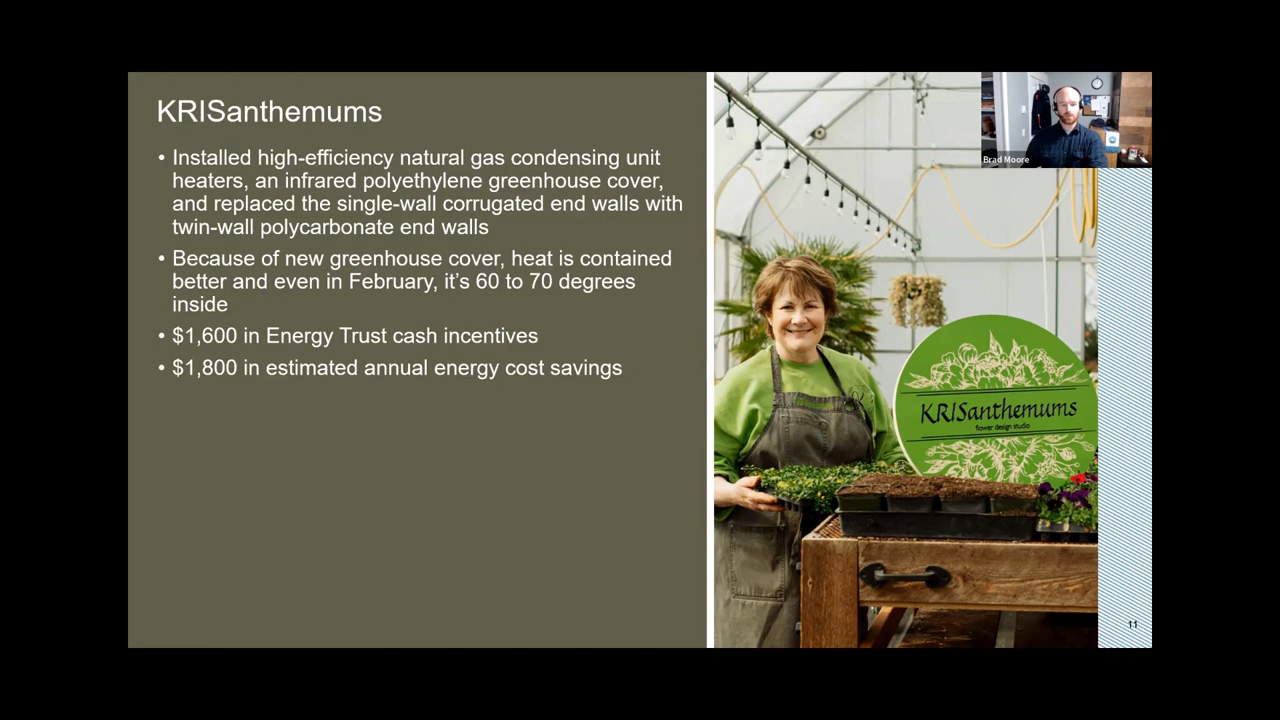 KRISanthemums
• Installed high-efficiency natural gas condensing unit
heaters, an infrared polyethylene greenhouse cover,
and replaced the single-wall corrugated end walls with
twin-wall polycarbonate end walls
• Because of new greenhouse cover, heat is contained
better and even in February, it's 60 to 70 degrees
inside
• $1,600 in Energy Trust cash incentives
• $1,800 in estimated annual energy cost savings
Brad Moore
KRISanthemums
flower design studio
11